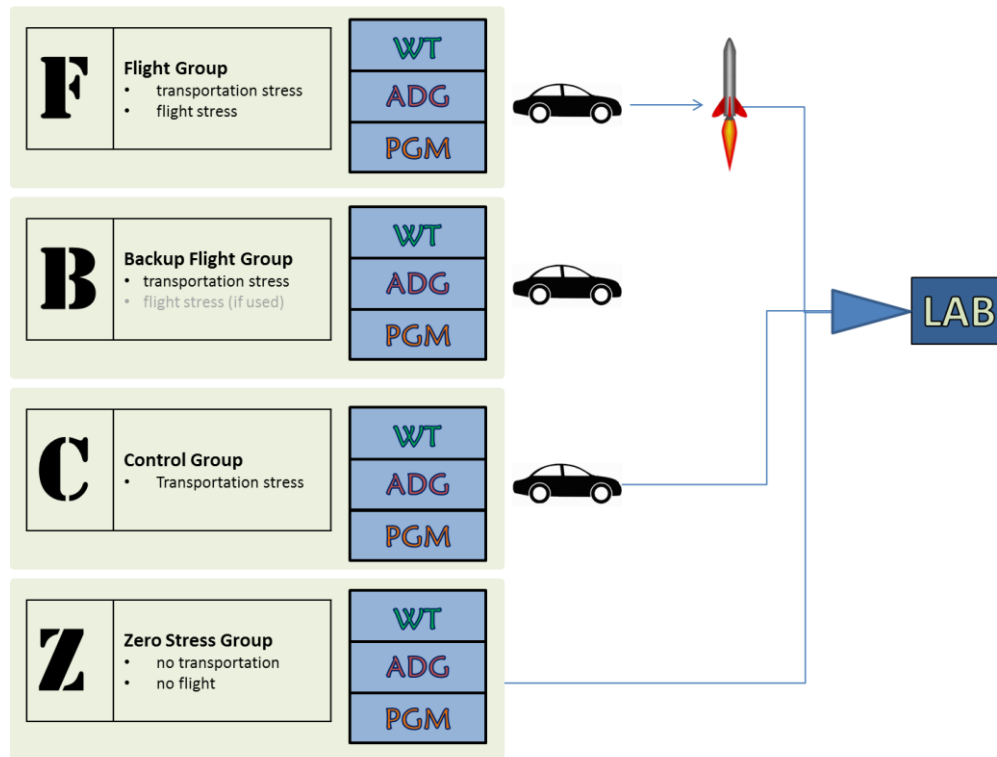 F
Flight Group
• transportation stress
• flight stress
WT
ADG
PGM
B
Backup Flight Group
• transportation stress
• flight stress (if used)
WT
ADG
PGM
LAB
C
Control Group
• Transportation stress
WT
ADG
PGM
Z
Zero Stress Group
• no transportation
• no flight
WT
ADG
PGM